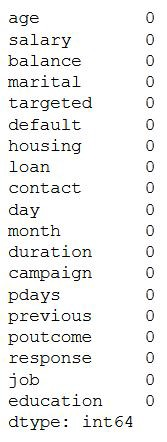 age 0
salary 0
balance 0
marital 0
targeted 0
default 0
housing 0
loan 0
contact 0
day 0
month 0
duration 0
campaign 0
pdays 0
previous 0
poutcome 0
response 0
job 0
education 0
dtype: int64